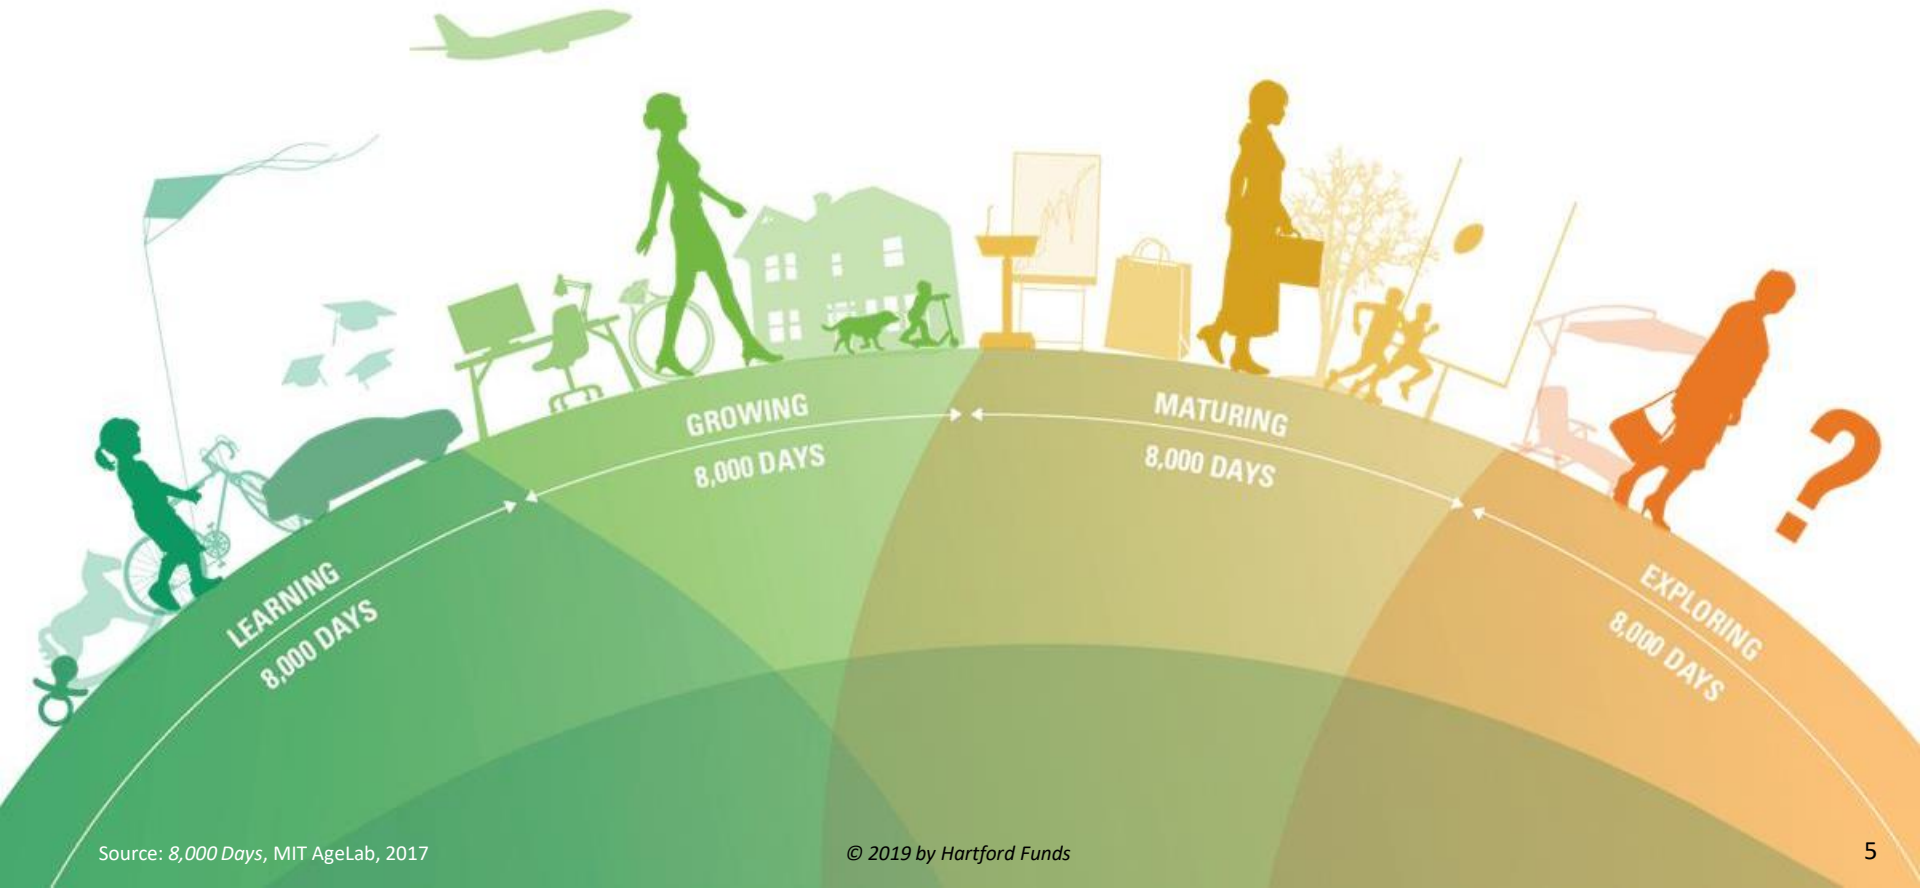 LEARNING
8,000 DAYS
GROWING
8,000 DAYS
MATURING
8,000 DAYS
EXPLORING
8,000 DAYS
?
Source: 8,000 Days, MIT AgeLab, 2017
© 2019 by Hartford Funds
5